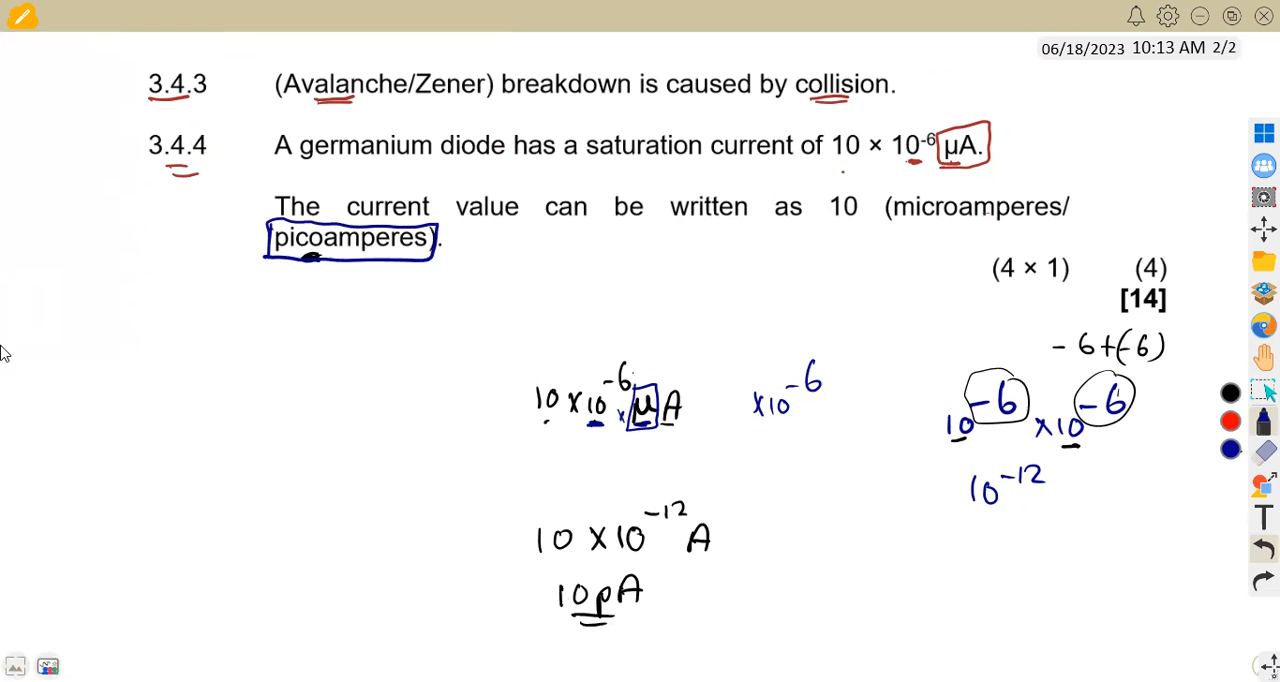 06/18/2023 10:13 AM 2/2
3.4.3 (Avalanche/Zener) breakdown is caused by collision.
3.4.4 A germanium diode has a saturation current of 10 × 10⁻⁶ µA.
The current value can be written as 10 (microamperes/
picoamperes).
(4 × 1) (4)
[14]
- 6+(-6)
10 ×10⁻⁶ × µ A ×10⁻⁶ 10⁻⁶ ×10⁻⁶
10⁻¹²
10 ×10⁻¹² A
10pA